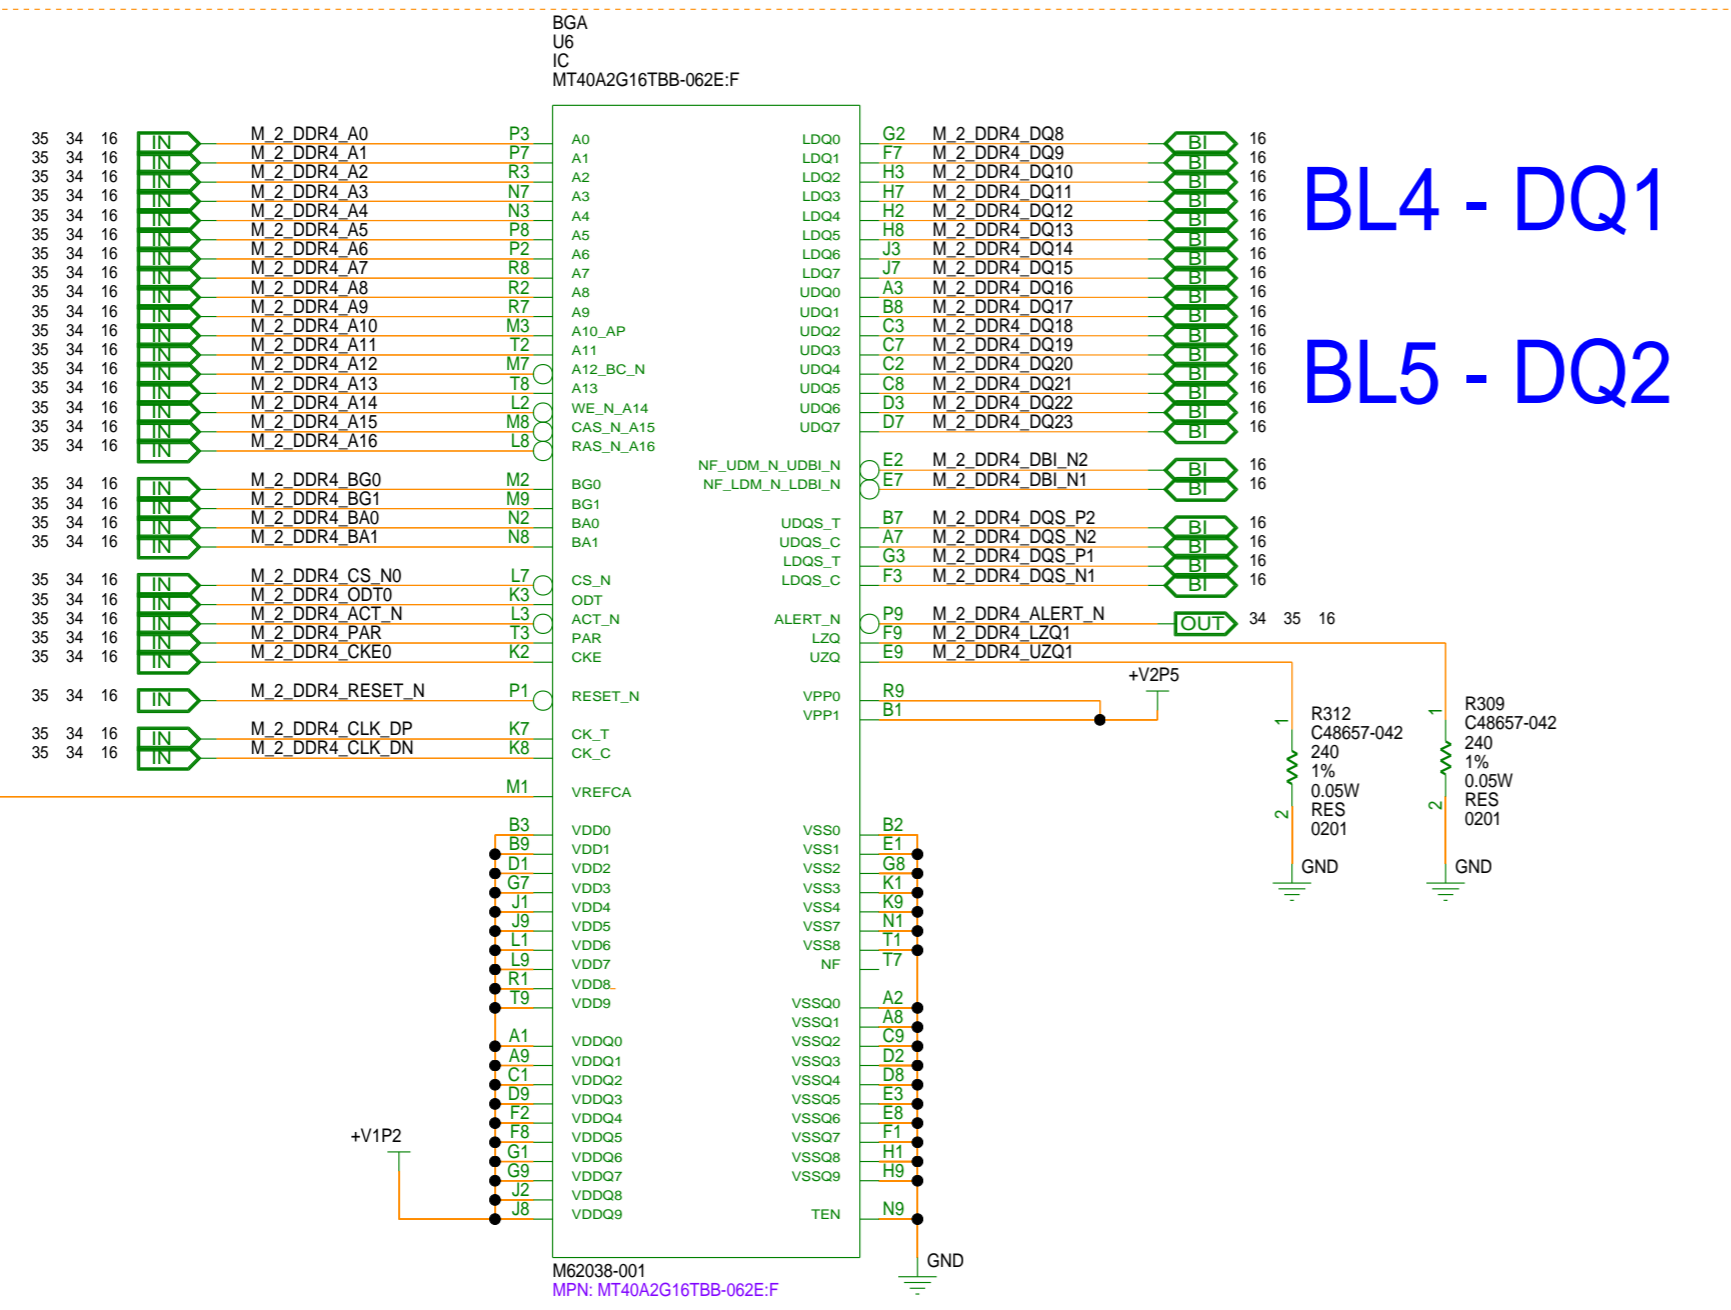 BGA
U6
IC
MT40A2G16TBB-062E:F
35 34 16 IN M_2_DDR4_A0 P3 A0 LDQ0 G2 M_2_DDR4_DQ8 BI 16
35 34 16 IN M_2_DDR4_A1 P7 A1 LDQ1 F7 M_2_DDR4_DQ9 BI 16
35 34 16 IN M_2_DDR4_A2 R3 A2 LDQ2 H3 M_2_DDR4_DQ10 BI 16
35 34 16 IN M_2_DDR4_A3 N7 A3 LDQ3 H7 M_2_DDR4_DQ11 BI 16
BL4 - DQ1
35 34 16 IN M_2_DDR4_A4 N3 A4 LDQ4 H2 M_2_DDR4_DQ12 BI 16
35 34 16 IN M_2_DDR4_A5 P8 A5 LDQ5 H8 M_2_DDR4_DQ13 BI 16
35 34 16 IN M_2_DDR4_A6 P2 A6 LDQ6 J3 M_2_DDR4_DQ14 BI 16
35 34 16 IN M_2_DDR4_A7 R8 A7 LDQ7 J7 M_2_DDR4_DQ15 BI 16
35 34 16 IN M_2_DDR4_A8 R2 A8 UDQ0 A3 M_2_DDR4_DQ16 BI 16
35 34 16 IN M_2_DDR4_A9 R7 A9 UDQ1 B8 M_2_DDR4_DQ17 BI 16
35 34 16 IN M_2_DDR4_A10 M3 A10_AP UDQ2 C3 M_2_DDR4_DQ18 BI 16
35 34 16 IN M_2_DDR4_A11 T2 A11 UDQ3 C7 M_2_DDR4_DQ19 BI 16
35 34 16 IN M_2_DDR4_A12 M7 A12_BC_N UDQ4 C2 M_2_DDR4_DQ20 BI 16
BL5 - DQ2
35 34 16 IN M_2_DDR4_A13 T8 A13 UDQ5 C8 M_2_DDR4_DQ21 BI 16
35 34 16 IN M_2_DDR4_A14 L2 WE_N_A14 UDQ6 D3 M_2_DDR4_DQ22 BI 16
35 34 16 IN M_2_DDR4_A15 M8 CAS_N_A15 UDQ7 D7 M_2_DDR4_DQ23 BI 16
35 34 16 IN M_2_DDR4_A16 L8 RAS_N_A16
NF_UDM_N_UDBI_N E2 M_2_DDR4_DBI_N2 BI 16
35 34 16 IN M_2_DDR4_BG0 M2 BG0 NF_LDM_N_LDBI_N E7 M_2_DDR4_DBI_N1 BI 16
35 34 16 IN M_2_DDR4_BG1 M9 BG1
35 34 16 IN M_2_DDR4_BA0 N2 BA0 UDQS_T B7 M_2_DDR4_DQS_P2 BI 16
35 34 16 IN M_2_DDR4_BA1 N8 BA1 UDQS_C A7 M_2_DDR4_DQS_N2 BI 16
LDQS_T G3 M_2_DDR4_DQS_P1 BI 16
35 34 16 IN M_2_DDR4_CS_N0 L7 CS_N LDQS_C F3 M_2_DDR4_DQS_N1 BI 16
35 34 16 IN M_2_DDR4_ODT0 K3 ODT
35 34 16 IN M_2_DDR4_ACT_N L3 ACT_N ALERT_N P9 M_2_DDR4_ALERT_N OUT 34 35 16
35 34 16 IN M_2_DDR4_PAR T3 PAR LZQ F9 M_2_DDR4_LZQ1
35 34 16 IN M_2_DDR4_CKE0 K2 CKE UZQ E9 M_2_DDR4_UZQ1
+V2P5
35 34 16 IN M_2_DDR4_RESET_N P1 RESET_N VPP0 R9
VPP1 B1
35 34 16 IN M_2_DDR4_CLK_DP K7 CK_T
35 34 16 IN M_2_DDR4_CLK_DN K8 CK_C
1
R312
C48657-042
240
1%
0.05W
RES
0201
2
GND
1
R309
C48657-042
240
1%
0.05W
RES
0201
2
GND
M1 VREFCA
B3 VDD0 VSS0 B2
B9 VDD1 VSS1 E1
D1 VDD2 VSS2 G8
G7 VDD3 VSS3 K1
J1 VDD4 VSS4 K9
J9 VDD5 VSS7 N1
L1 VDD6 VSS8 T1
L9 VDD7 NF T7
R1 VDD8
T9 VDD9 VSSQ0 A2
VSSQ1 A8
A1 VDDQ0 VSSQ2 C9
A9 VDDQ1 VSSQ3 D2
C1 VDDQ2 VSSQ4 D8
D9 VDDQ3 VSSQ5 E3
F2 VDDQ4 VSSQ6 E8
+V1P2 F8 VDDQ5 VSSQ7 F1
G1 VDDQ6 VSSQ8 H1
G9 VDDQ7 VSSQ9 H9
J2 VDDQ8
J8 VDDQ9 TEN N9
GND
M62038-001
MPN: MT40A2G16TBB-062E:F